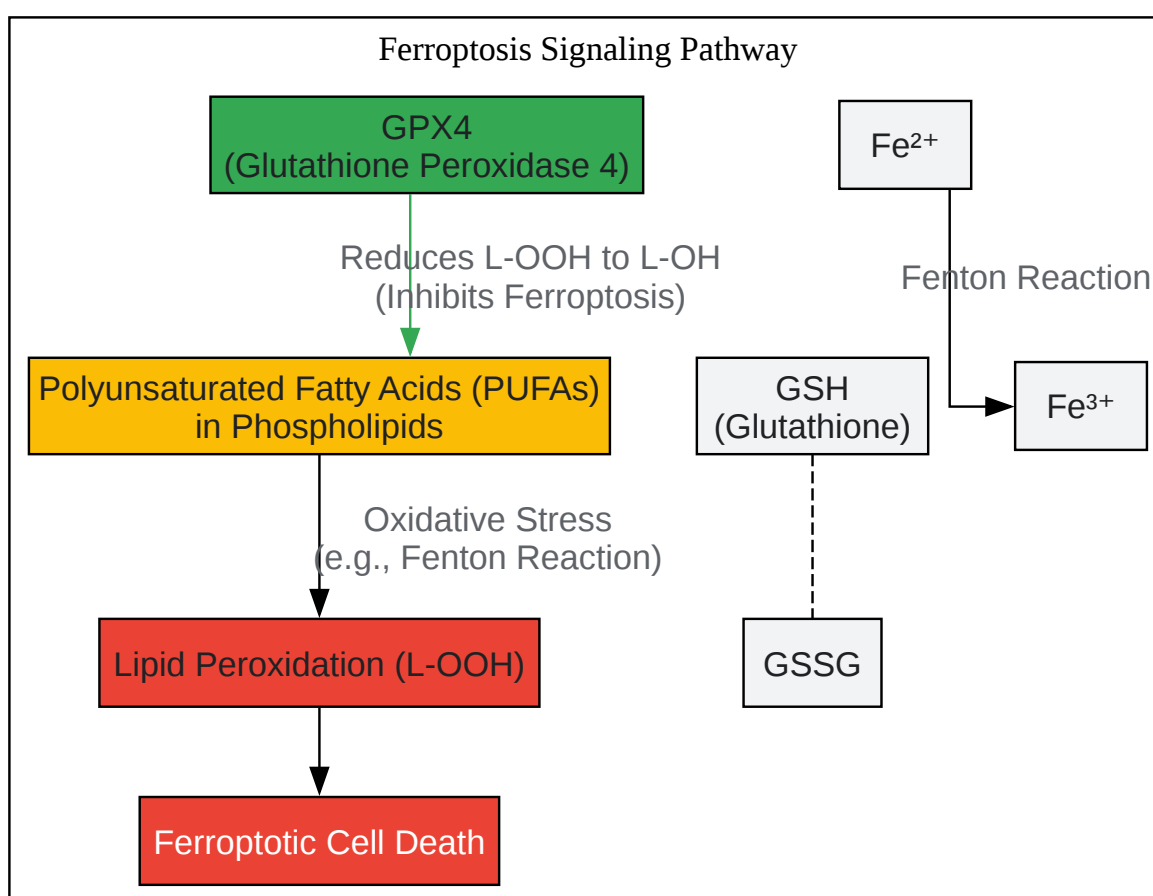 Ferroptosis Signaling Pathway
GPX4
(Glutathione Peroxidase 4)
Fe²⁺
Reduces L-OOH to L-OH
(Inhibits Ferroptosis)
Fenton Reaction
Polyunsaturated Fatty Acids (PUFAs)
in Phospholipids
GSH
(Glutathione)
Fe³⁺
Oxidative Stress
(e.g., Fenton Reaction)
Lipid Peroxidation (L-OOH)
GSSG
Ferroptotic Cell Death